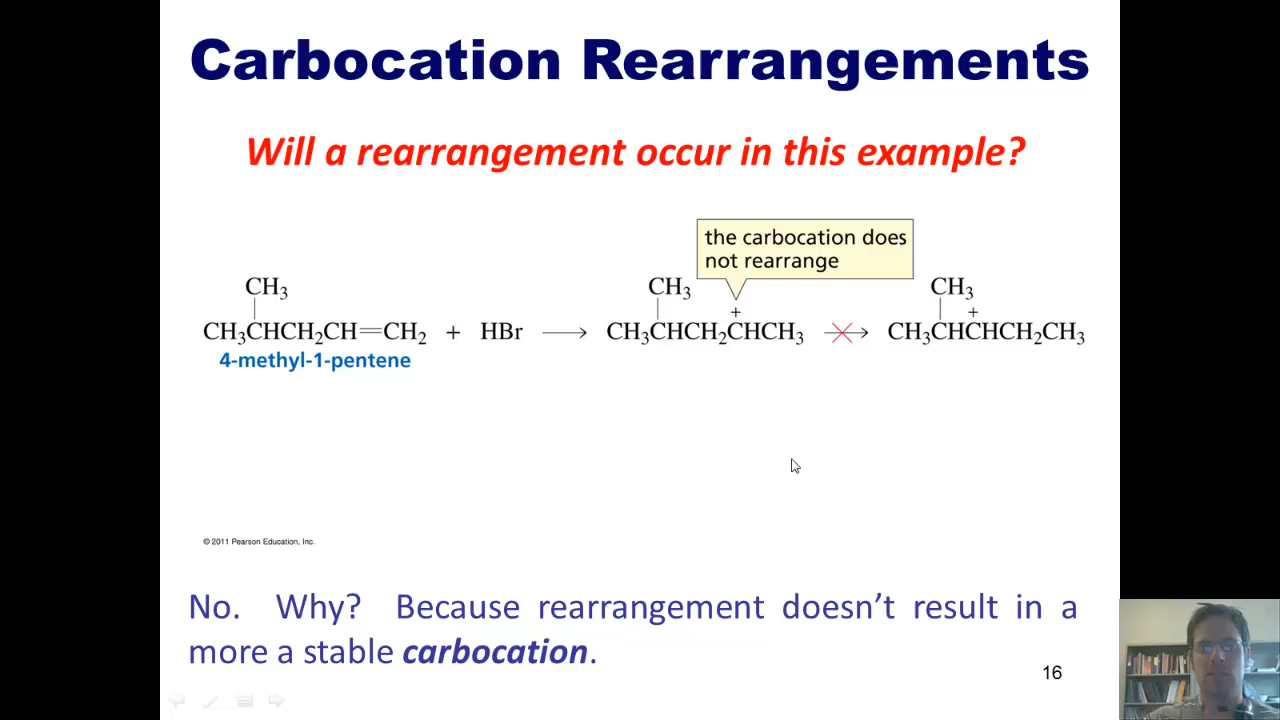 Carbocation Rearrangements
Will a rearrangement occur in this example?
the carbocation does
not rearrange
CH₃ CH₃ CH₃
+ +
CH₃CHCH₂CH=CH₂ + HBr ⟶ CH₃CHCH₂CHCH₃ ⟶ CH₃CHCHCH₂CH₃
4-methyl-1-pentene
© 2011 Pearson Education, Inc.
No. Why? Because rearrangement doesn't result in a
more a stable carbocation.
16